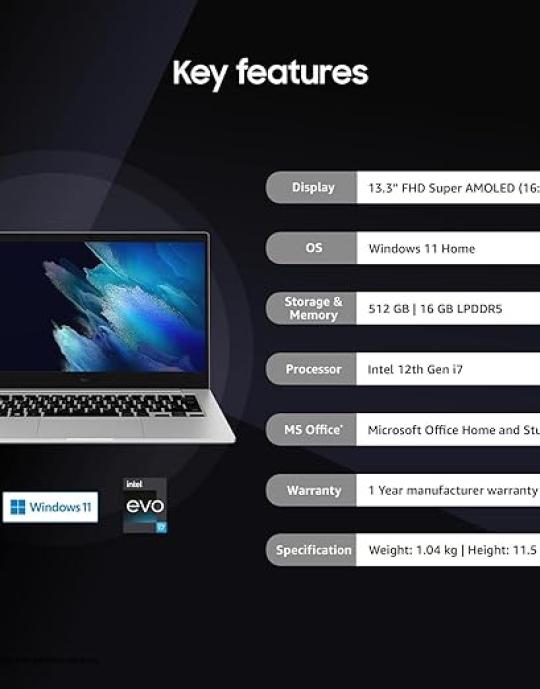 Key features
Display
13.3" FHD Super AMOLED (16:
OS
Windows 11 Home
Storage &
Memory
512 GB | 16 GB LPDDR5
Processor
Intel 12th Gen i7
MS Office*
Microsoft Office Home and Stu
Warranty
1 Year manufacturer warranty
Specification
Weight: 1.04 kg | Height: 11.5
Windows 11
intel
evo
i7